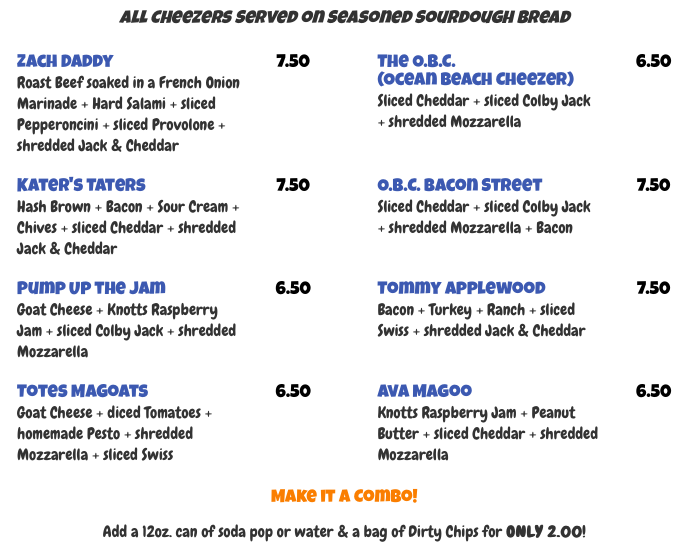 ALL CHEEZERS SERVED ON SEASONED SOURDOUGH BREAD
ZACH DADDY 7.50
Roast Beef soaked in a French Onion
Marinade + Hard Salami + sliced
Pepperoncini + sliced Provolone +
shredded Jack & Cheddar
KATER'S TATERS 7.50
Hash Brown + Bacon + Sour Cream +
Chives + sliced Cheddar + shredded
Jack & Cheddar
PUMP UP THE JAM 6.50
Goat Cheese + Knotts Raspberry
Jam + sliced Colby Jack + shredded
Mozzarella
TOTES MAGOATS 6.50
Goat Cheese + diced Tomatoes +
homemade Pesto + shredded
Mozzarella + sliced Swiss
THE O.B.C. 6.50
(OCEAN BEACH CHEEZER)
Sliced Cheddar + sliced Colby Jack
+ shredded Mozzarella
O.B.C. BACON STREET 7.50
Sliced Cheddar + sliced Colby Jack
+ shredded Mozzarella + Bacon
TOMMY APPLEWOOD 7.50
Bacon + Turkey + Ranch + sliced
Swiss + shredded Jack & Cheddar
AVA MAGOO 6.50
Knotts Raspberry Jam + Peanut
Butter + sliced Cheddar + shredded
Mozzarella
MAKE IT A COMBO!
Add a 12oz. can of soda pop or water & a bag of Dirty Chips for ONLY 2.00!